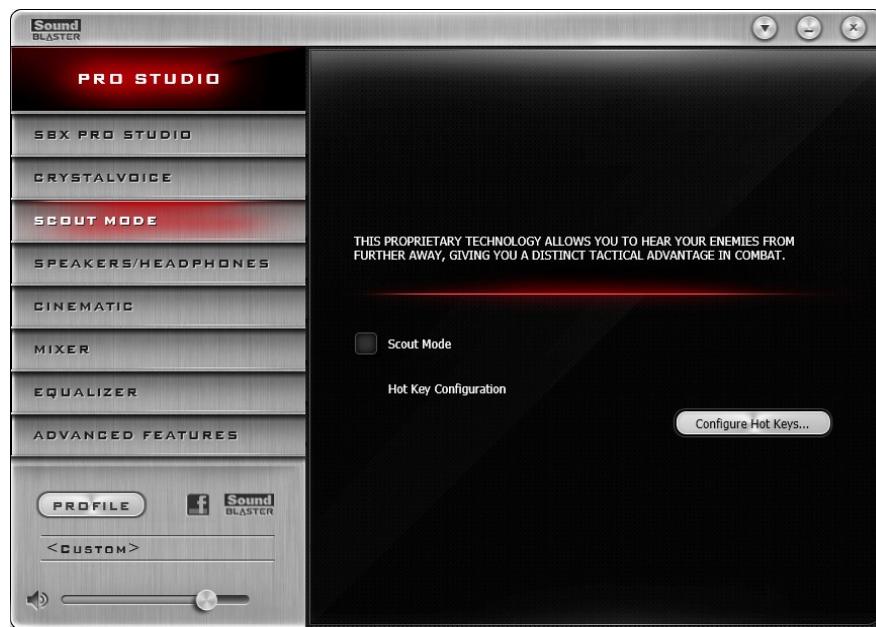 Sound
BLASTER
PRO STUDIO
SBX PRO STUDIO
CRYSTALVOICE
SCOUT MODE
SPEAKERS/HEADPHONES
CINEMATIC
MIXER
EQUALIZER
ADVANCED FEATURES
PROFILE
f
Sound
BLASTER
<CUSTOM>
THIS PROPRIETARY TECHNOLOGY ALLOWS YOU TO HEAR YOUR ENEMIES FROM
FURTHER AWAY, GIVING YOU A DISTINCT TACTICAL ADVANTAGE IN COMBAT.
Scout Mode
Hot Key Configuration
Configure Hot Keys...